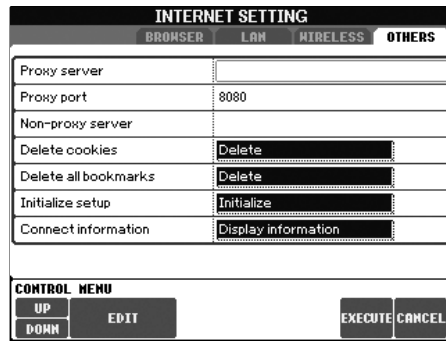 INTERNET SETTING
BROWSER LAN WIRELESS OTHERS
Proxy server
Proxy port 8080
Non-proxy server
Delete cookies Delete
Delete all bookmarks Delete
Initialize setup Initialize
Connect information Display information
CONTROL MENU
UP
EDIT EXECUTE CANCEL
DOWN